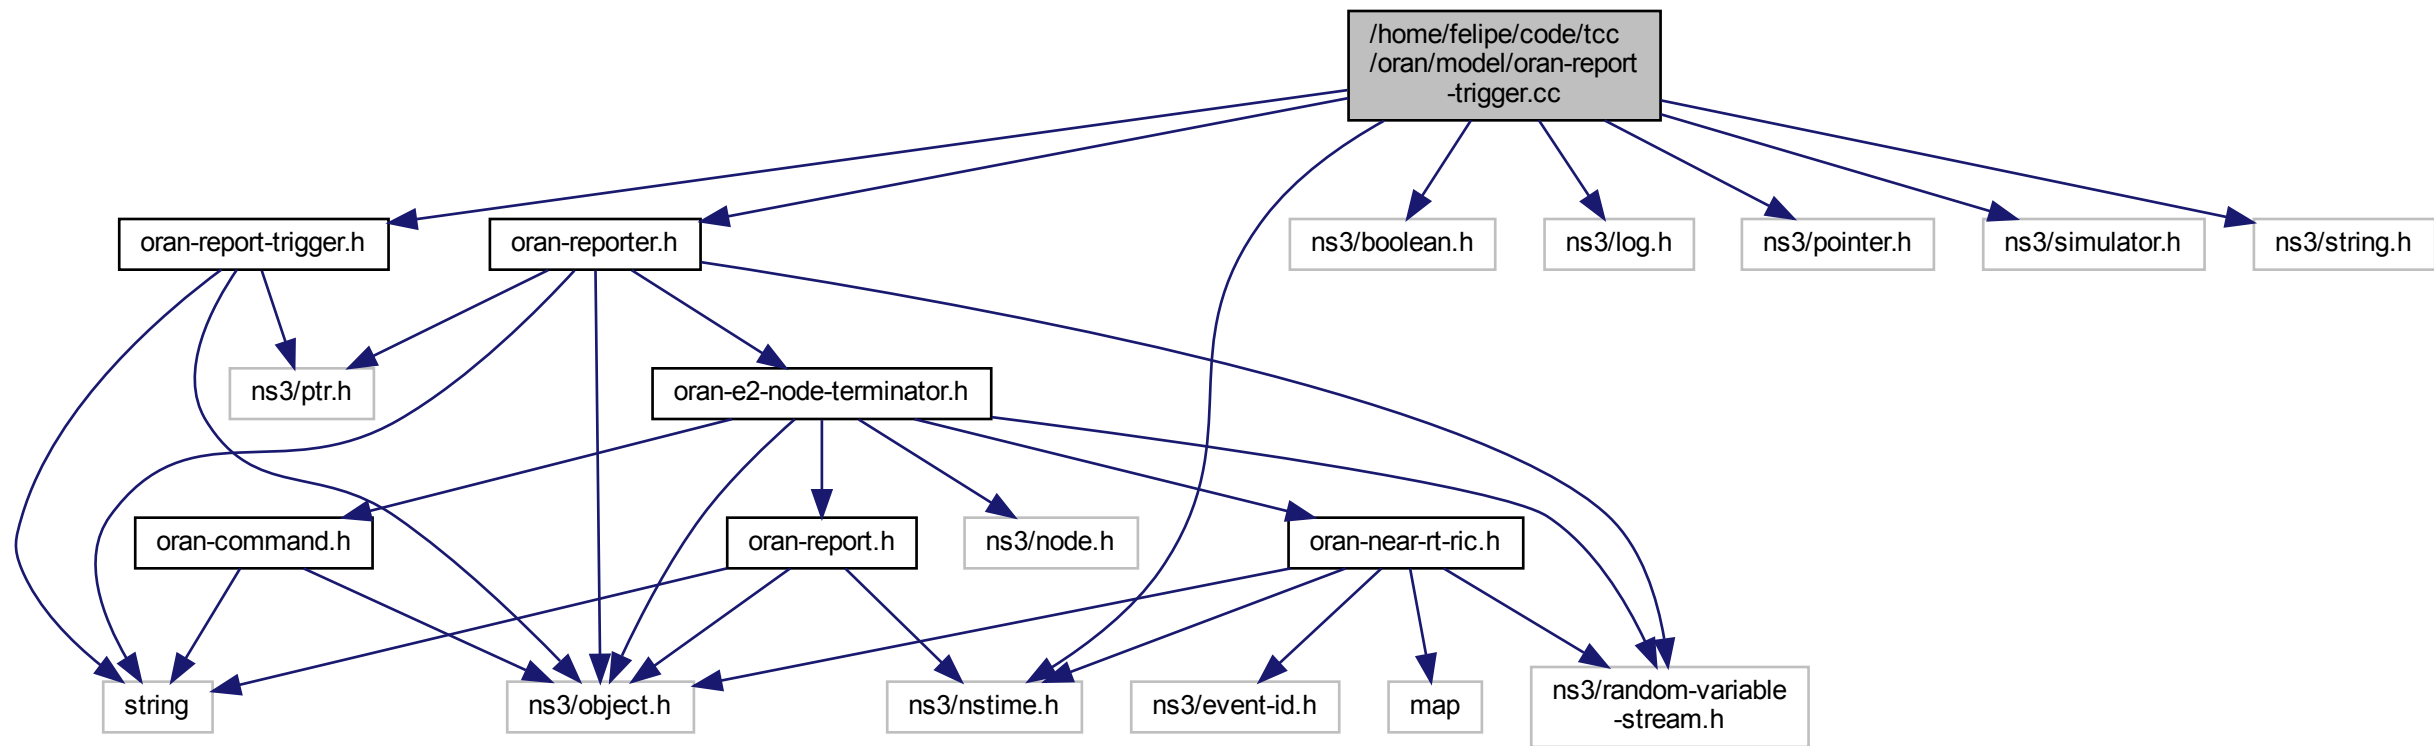 /home/felipe/code/tcc
/oran/model/oran-report
-trigger.cc
oran-report-trigger.h
oran-reporter.h
ns3/boolean.h
ns3/log.h
ns3/pointer.h
ns3/simulator.h
ns3/string.h
ns3/ptr.h
oran-e2-node-terminator.h
oran-command.h
oran-report.h
ns3/node.h
oran-near-rt-ric.h
string
ns3/object.h
ns3/nstime.h
ns3/event-id.h
map
ns3/random-variable
-stream.h